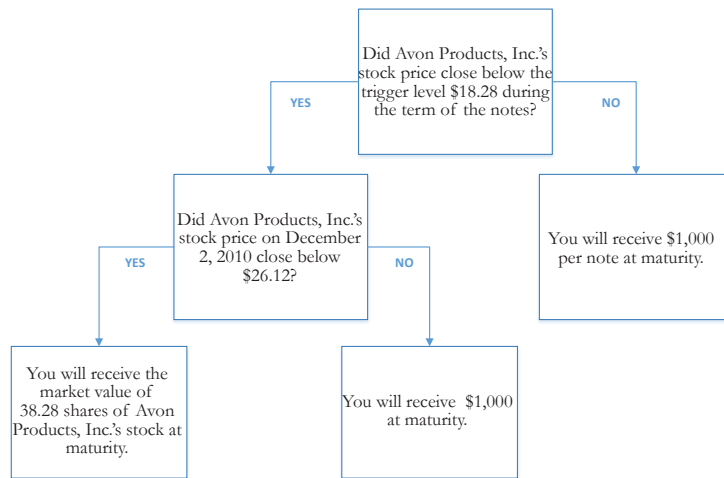 Did Avon Products, Inc.'s
stock price close below the
trigger level $18.28 during
the term of the notes?
YES
NO
Did Avon Products, Inc.'s
stock price on December
2, 2010 close below
$26.12?
You will receive $1,000
per note at maturity.
YES
NO
You will receive the
market value of
38.28 shares of Avon
Products, Inc.'s stock at
maturity.
You will receive $1,000
at maturity.